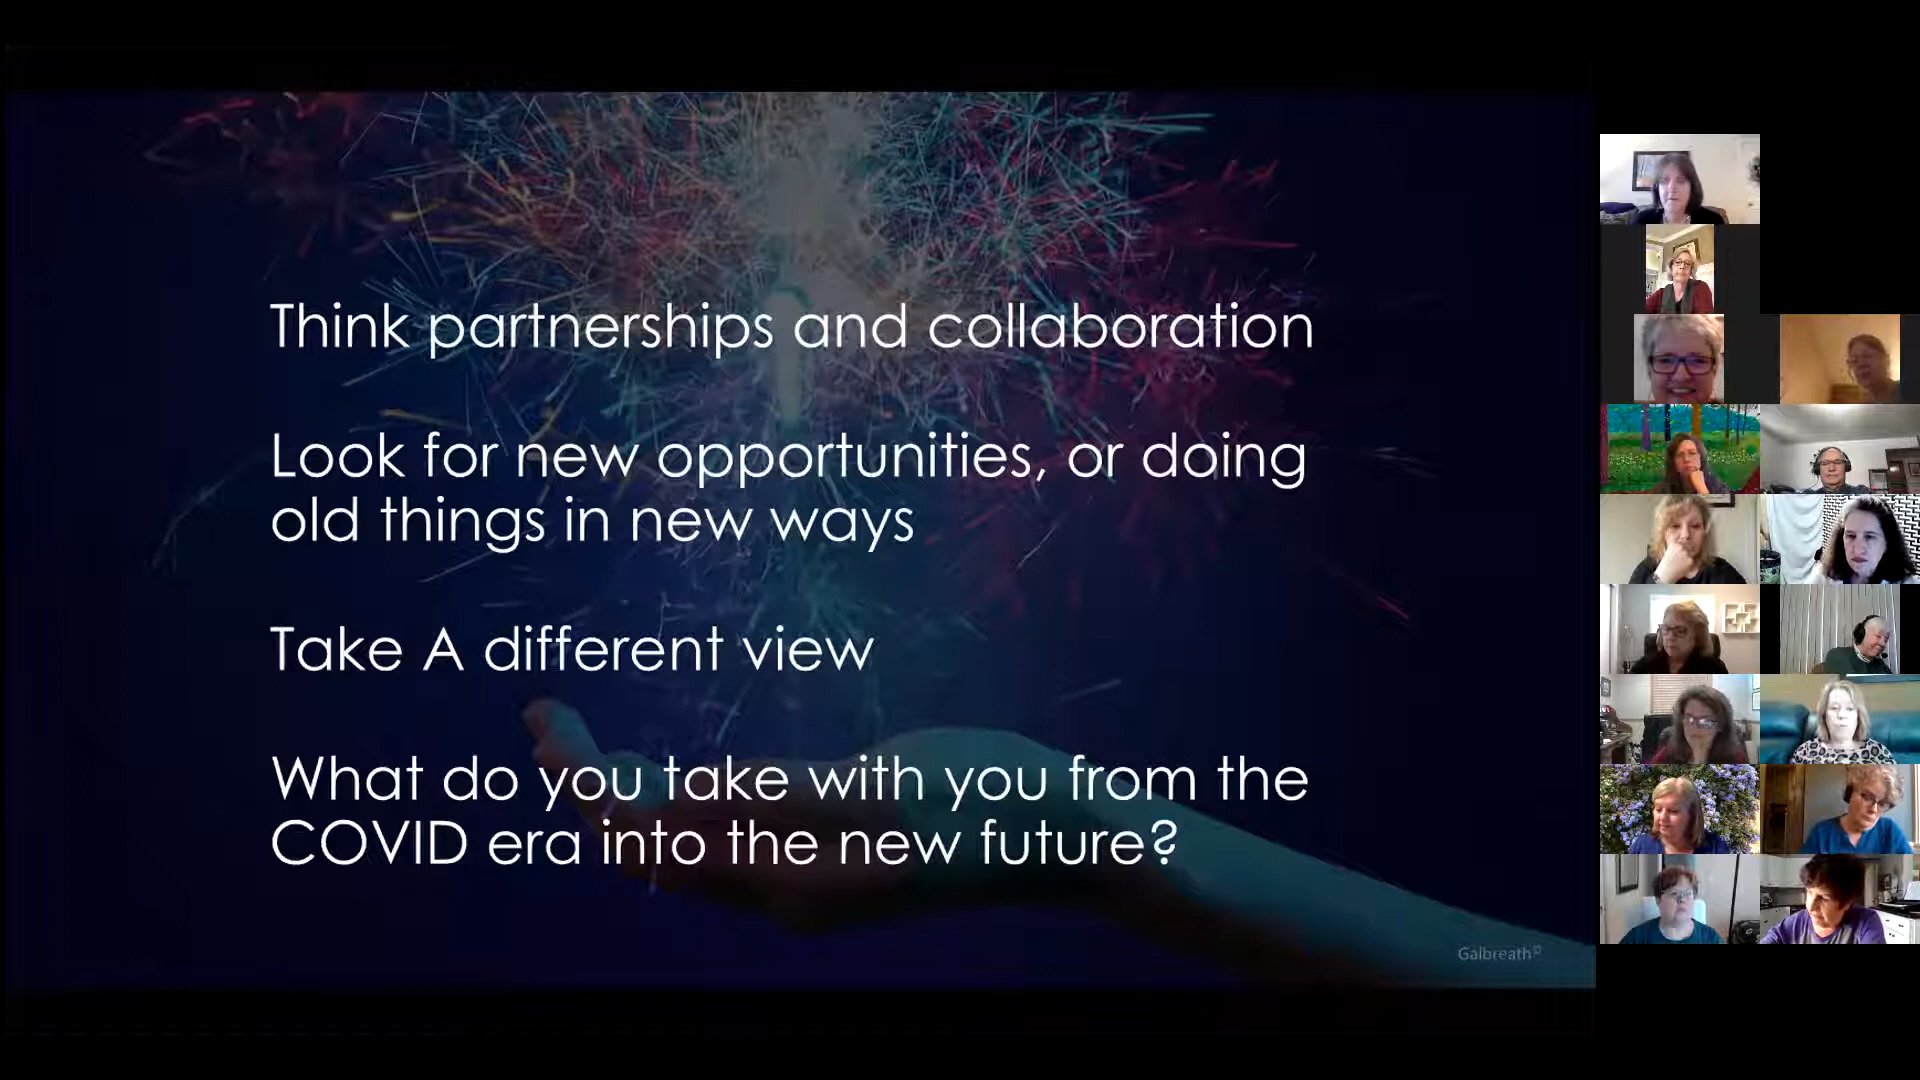 Think partnerships and collaboration
Look for new opportunities, or doing
old things in new ways
Take A different view
What do you take with you from the
COVID era into the new future?
Galbreath©